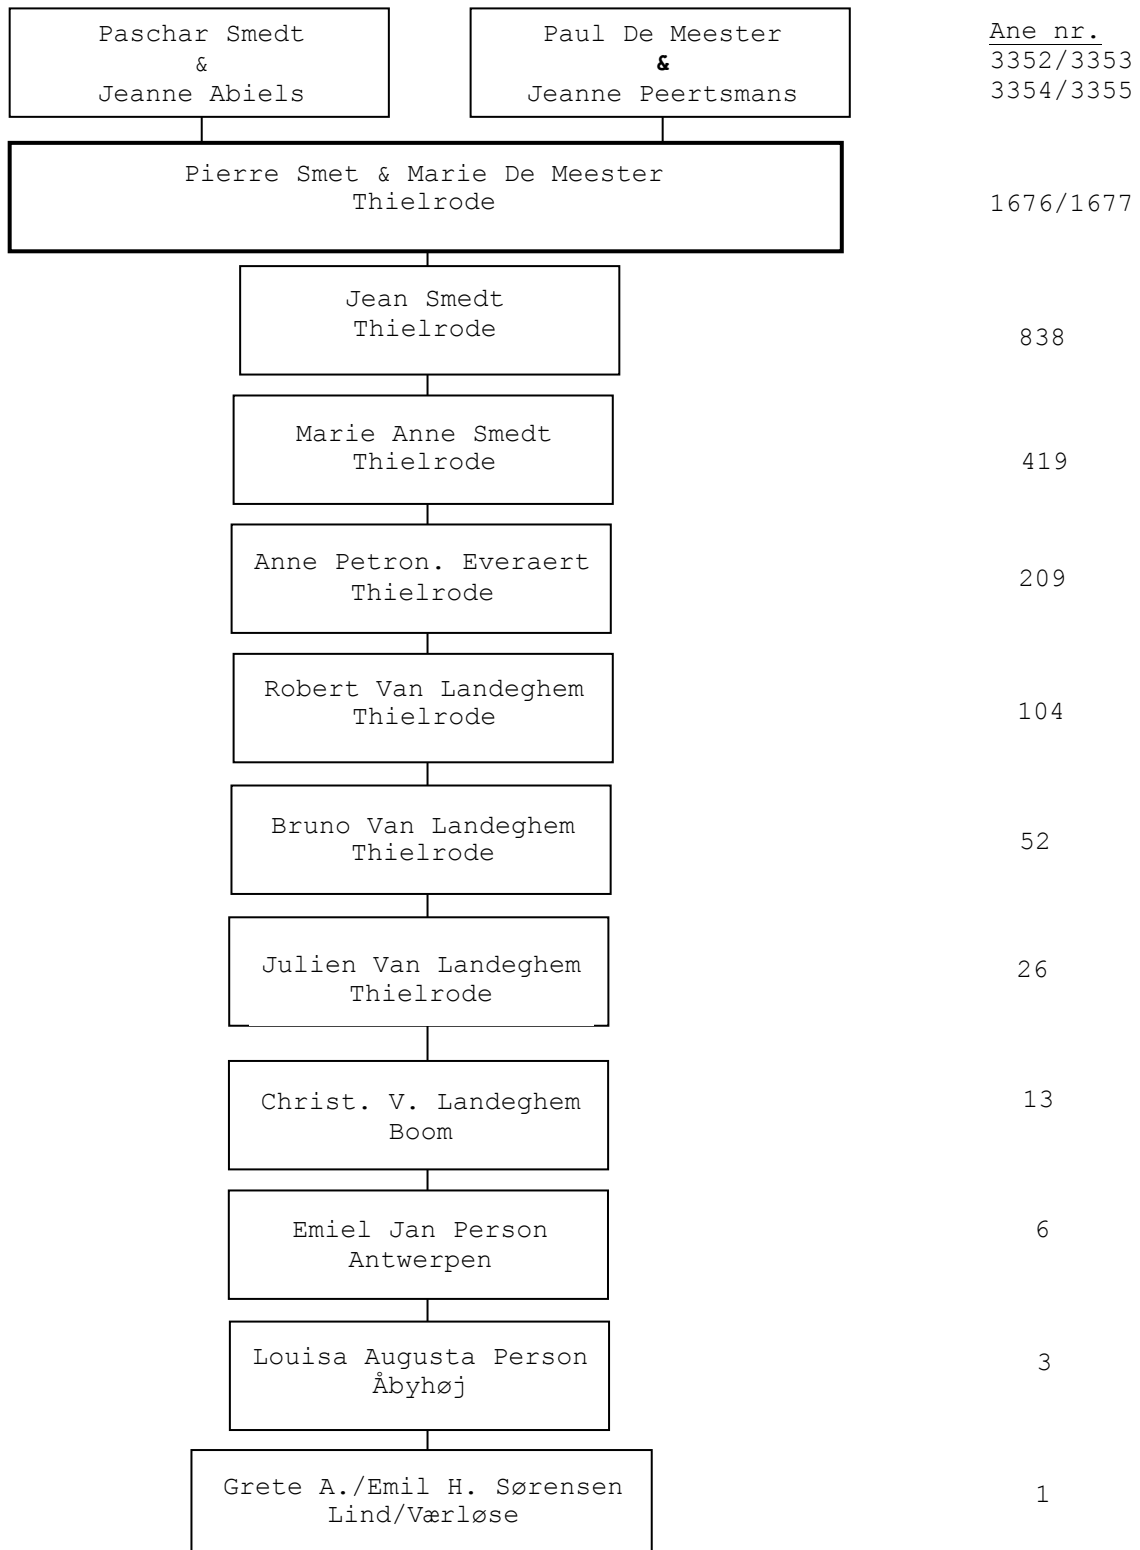 Paschar Smedt
&
Jeanne Abiels
Paul De Meester
&
Jeanne Peertsmans
Ane nr.
3352/3353
3354/3355
Pierre Smet & Marie De Meester
Thielrode
1676/1677
Jean Smedt
Thielrode
838
Marie Anne Smedt
Thielrode
419
Anne Petron. Everaert
Thielrode
209
Robert Van Landeghem
Thielrode
104
Bruno Van Landeghem
Thielrode
52
Julien Van Landeghem
Thielrode
26
Christ. V. Landeghem
Boom
13
Emiel Jan Person
Antwerpen
6
Louisa Augusta Person
Åbyhøj
3
Grete A./Emil H. Sørensen
Lind/Værløse
1